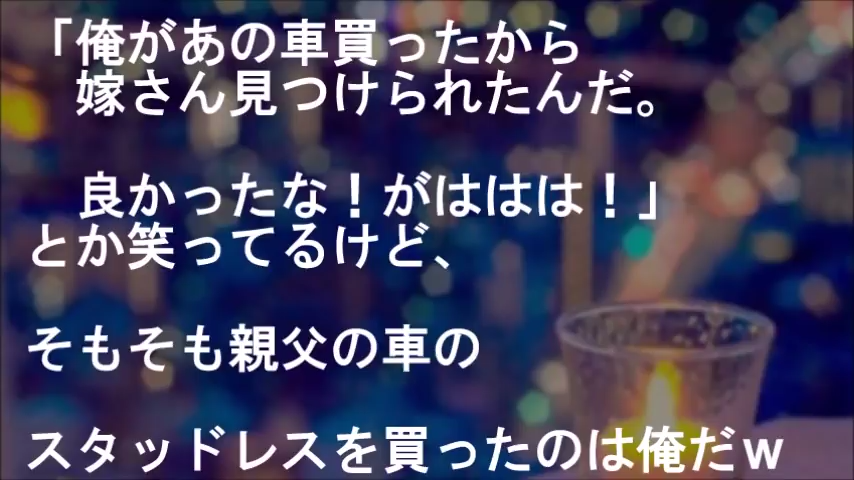 「俺があの車買ったから
嫁さん見つけられたんだ。
良かったな！がははは！」
とか笑ってるけど、
そもそも親父の車の
スタッドレスを買ったのは俺だｗ